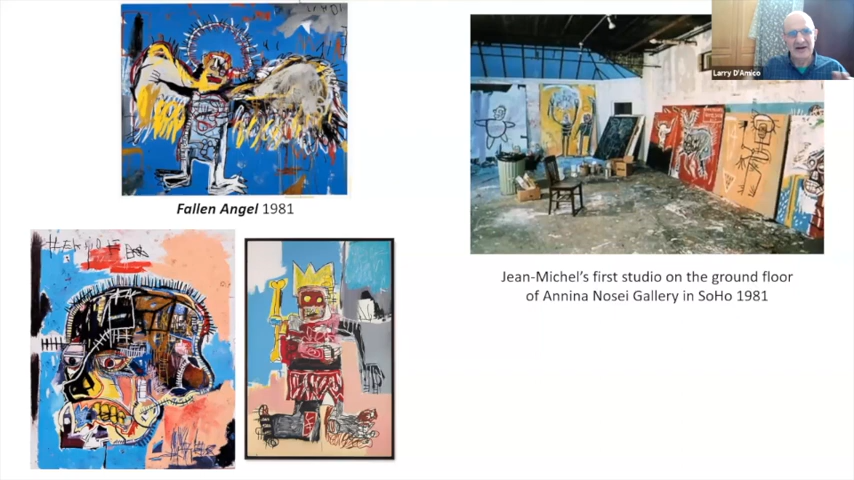 Larry D'Amico
Fallen Angel 1981
Jean-Michel's first studio on the ground floor
of Annina Nosei Gallery in SoHo 1981